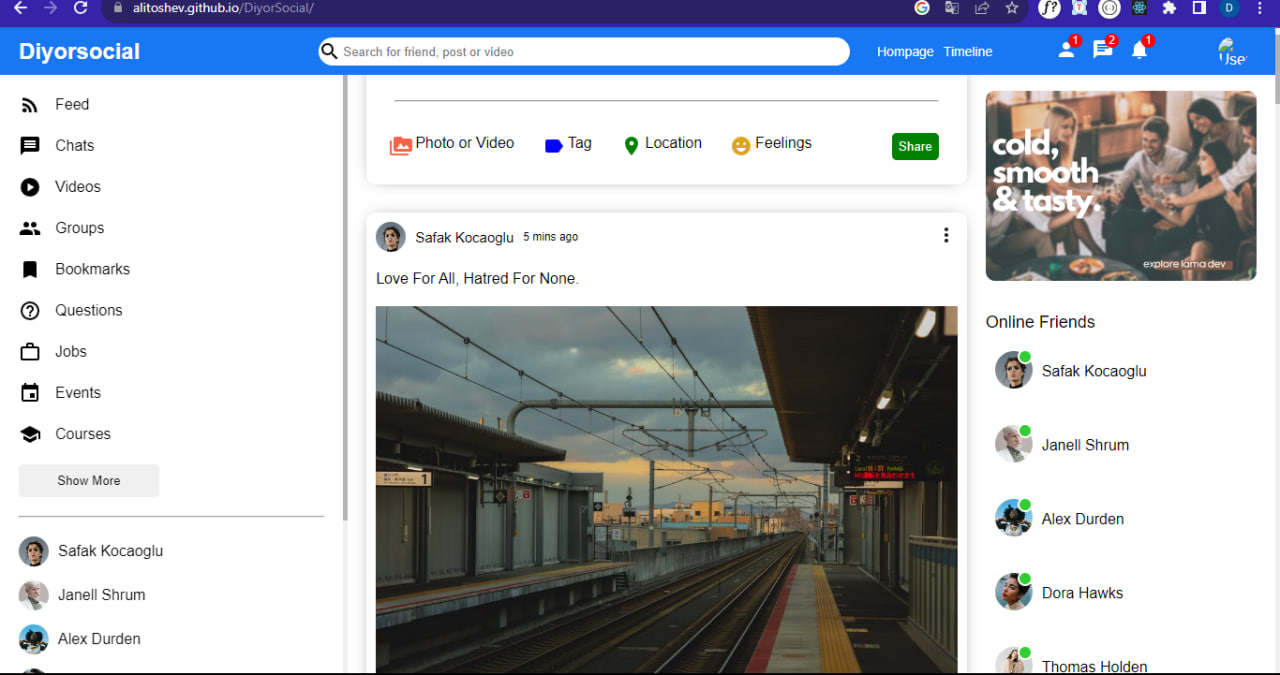 alitoshev.github.io/DiyorSocial/
f?
D
Diyorsocial
Search for friend, post or video
Hompage Timeline
1
2
1
Use
Feed
Chats
Videos
Groups
Bookmarks
Questions
Jobs
Events
Courses
Show More
Safak Kocaoglu
Janell Shrum
Alex Durden
Photo or Video
Tag
Location
Feelings
Share
Safak Kocaoglu 5 mins ago
Love For All, Hatred For None.
1
2
cold,
smooth
& tasty.
explore lama dev
Online Friends
Safak Kocaoglu
Janell Shrum
Alex Durden
Dora Hawks
Thomas Holden